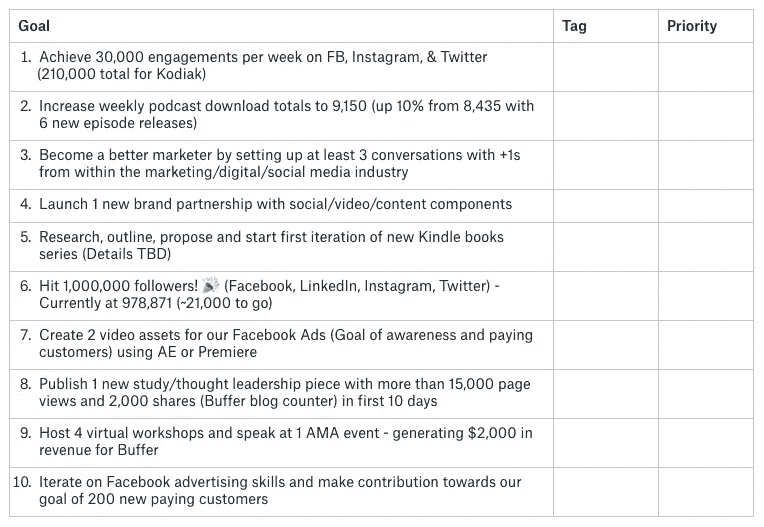 Goal Tag Priority
1. Achieve 30,000 engagements per week on FB, Instagram, & Twitter
(210,000 total for Kodiak)
2. Increase weekly podcast download totals to 9,150 (up 10% from 8,435 with
6 new episode releases)
3. Become a better marketer by setting up at least 3 conversations with +1s
from within the marketing/digital/social media industry
4. Launch 1 new brand partnership with social/video/content components
5. Research, outline, propose and start first iteration of new Kindle books
series (Details TBD)
6. Hit 1,000,000 followers! 🎉 (Facebook, LinkedIn, Instagram, Twitter) -
Currently at 978,871 (~21,000 to go)
7. Create 2 video assets for our Facebook Ads (Goal of awareness and paying
customers) using AE or Premiere
8. Publish 1 new study/thought leadership piece with more than 15,000 page
views and 2,000 shares (Buffer blog counter) in first 10 days
9. Host 4 virtual workshops and speak at 1 AMA event - generating $2,000 in
revenue for Buffer
10. Iterate on Facebook advertising skills and make contribution towards our
goal of 200 new paying customers